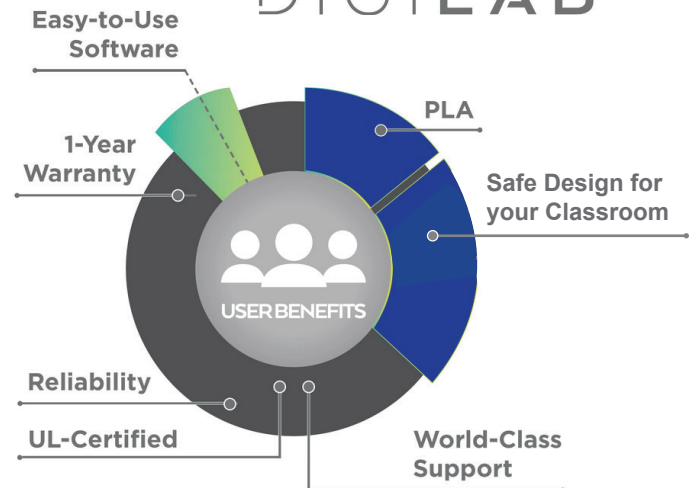 DIGILAB
Easy-to-Use
Software
PLA
1-Year
Warranty
Safe Design for
your Classroom
USER BENEFITS
Reliability
UL-Certified
World-Class
Support